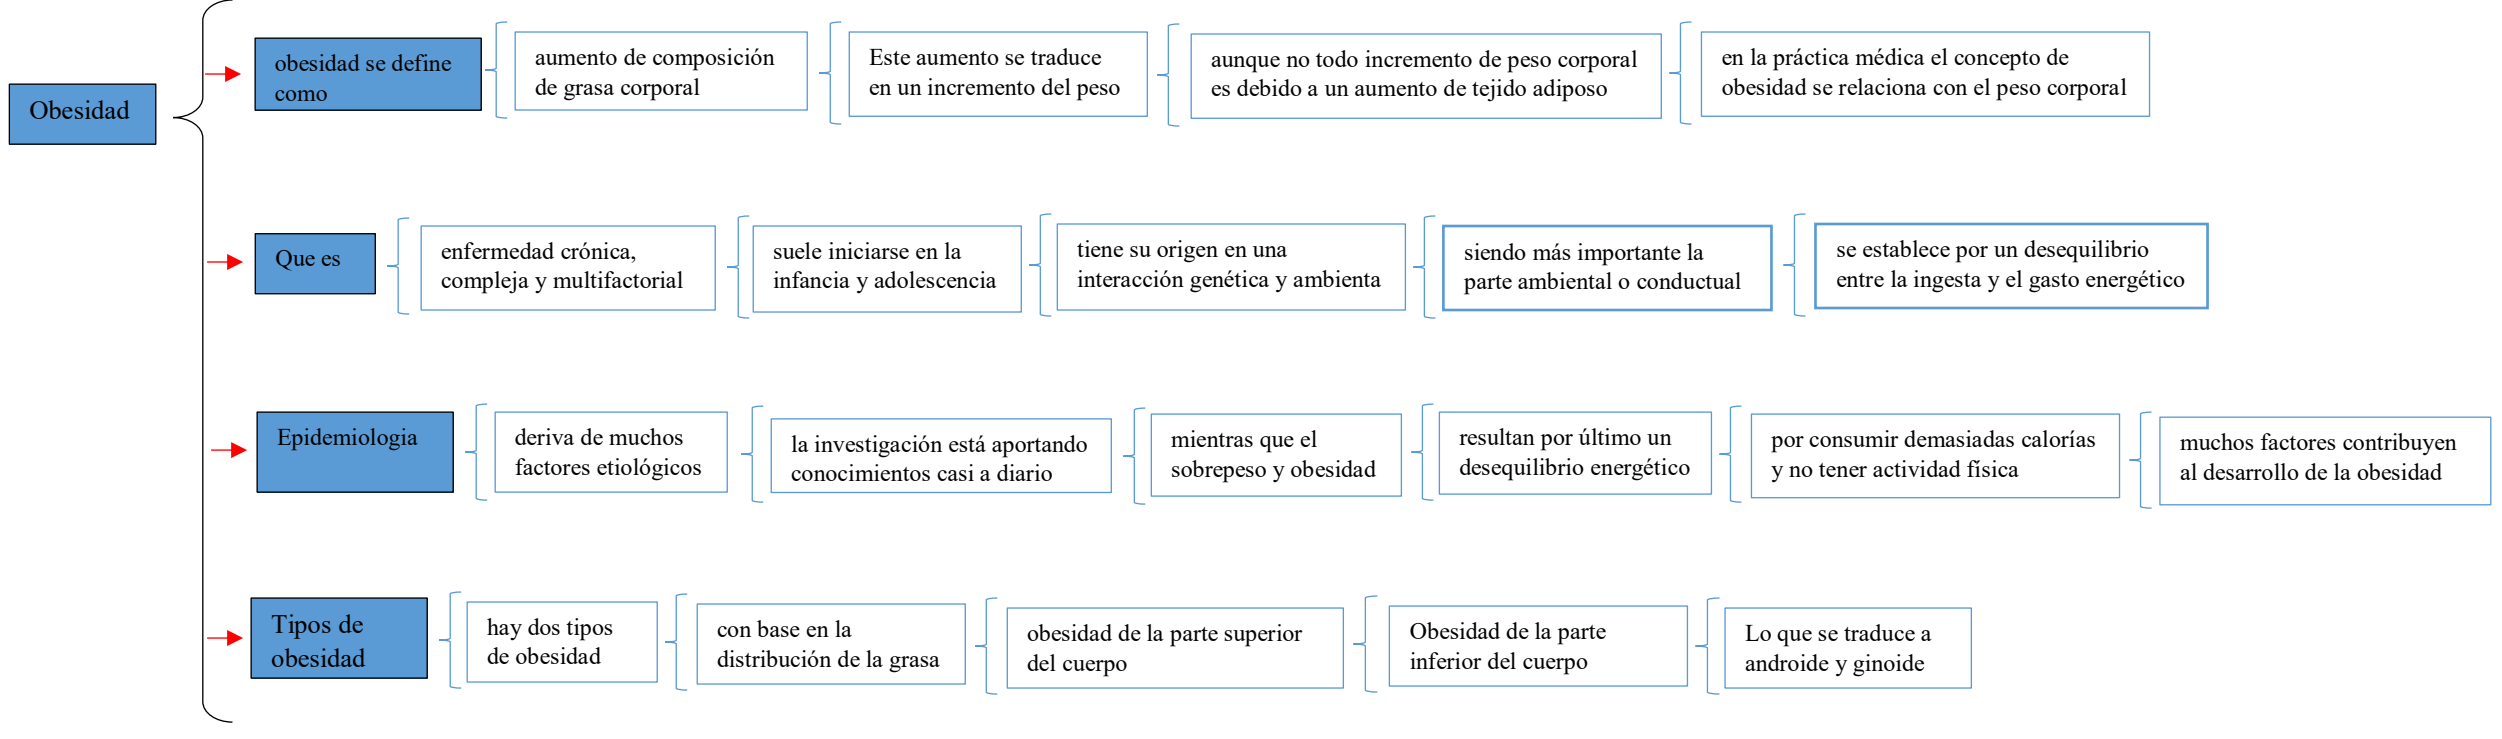 Obesidad
obesidad se define
como
aumento de composición
de grasa corporal
Este aumento se traduce
en un incremento del peso
aunque no todo incremento de peso corporal
es debido a un aumento de tejido adiposo
en la práctica médica el concepto de
obesidad se relaciona con el peso corporal
Que es
enfermedad crónica,
compleja y multifactorial
suele iniciarse en la
infancia y adolescencia
tiene su origen en una
interacción genética y ambienta
siendo más importante la
parte ambiental o conductual
se establece por un desequilibrio
entre la ingesta y el gasto energético
Epidemiologia
deriva de muchos
factores etiológicos
la investigación está aportando
conocimientos casi a diario
mientras que el
sobrepeso y obesidad
resultan por último un
desequilibrio energético
por consumir demasiadas calorías
y no tener actividad física
muchos factores contribuyen
al desarrollo de la obesidad
Tipos de
obesidad
hay dos tipos
de obesidad
con base en la
distribución de la grasa
obesidad de la parte superior
del cuerpo
Obesidad de la parte
inferior del cuerpo
Lo que se traduce a
androide y ginoide